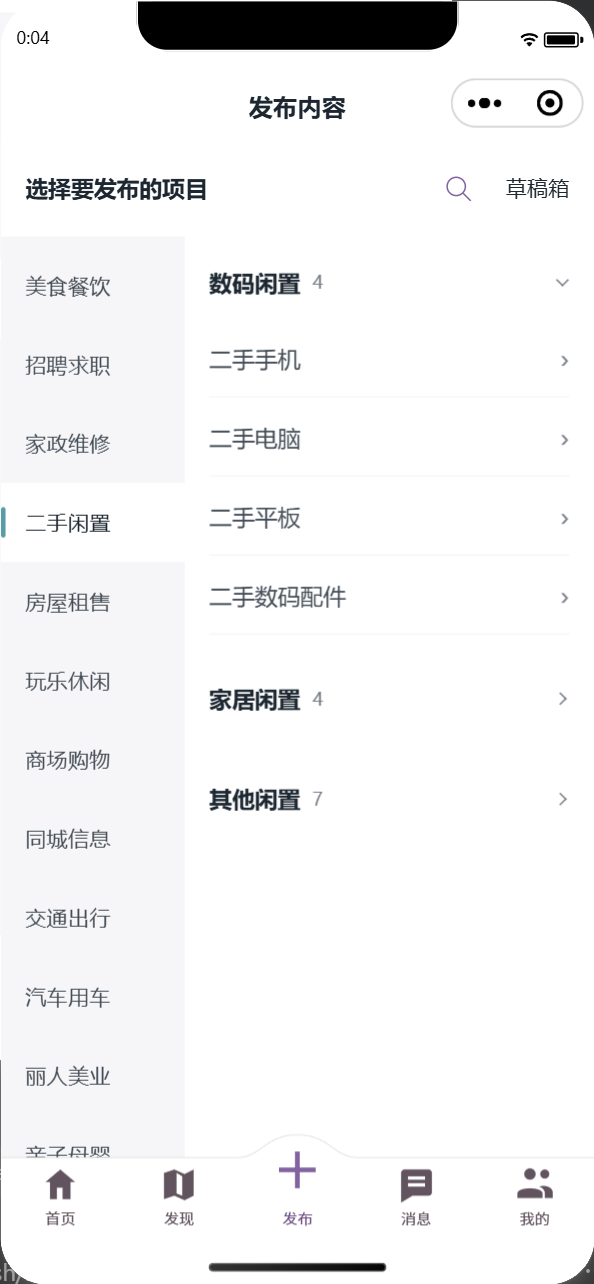 0:04
发布内容
选择要发布的项目 草稿箱
美食餐饮
招聘求职
家政维修
二手闲置
房屋租售
玩乐休闲
商场购物
同城信息
交通出行
汽车用车
丽人美业
亲子母婴
数码闲置 4
二手手机
二手电脑
二手平板
二手数码配件
家居闲置 4
其他闲置 7
首页 发现 发布 消息 我的